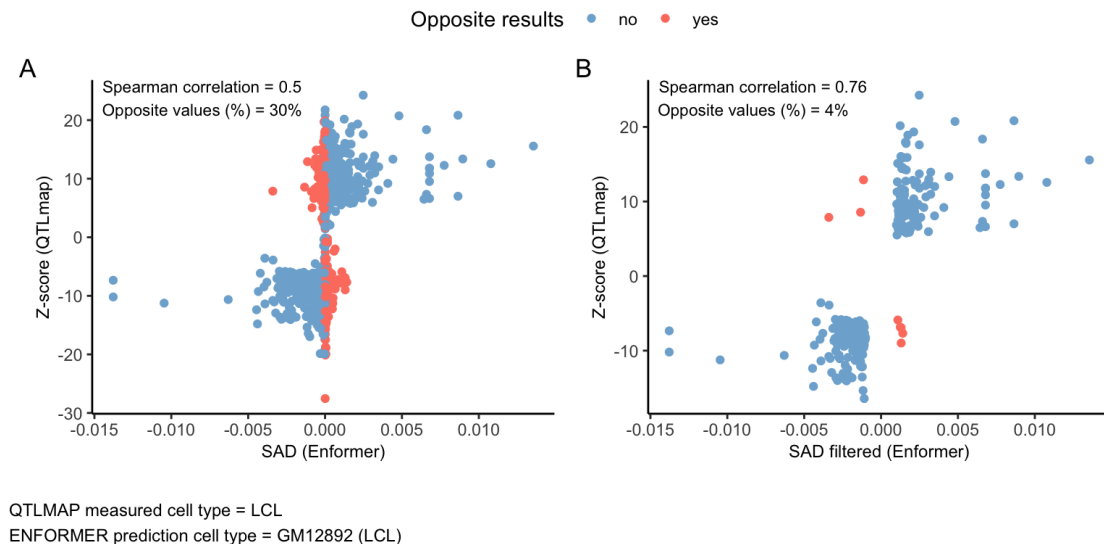 Opposite results no yes
A
Spearman correlation = 0.5
Opposite values (%) = 30%
20
10
0
-10
-20
-30
Z-score (QTLmap)
-0.015 -0.010 -0.005 0.000 0.005 0.010
SAD (Enformer)
B
Spearman correlation = 0.76
Opposite values (%) = 4%
20
10
0
-10
Z-score (QTLmap)
-0.015 -0.010 -0.005 0.000 0.005 0.010
SAD filtered (Enformer)
QTLMAP measured cell type = LCL
ENFORMER prediction cell type = GM12892 (LCL)